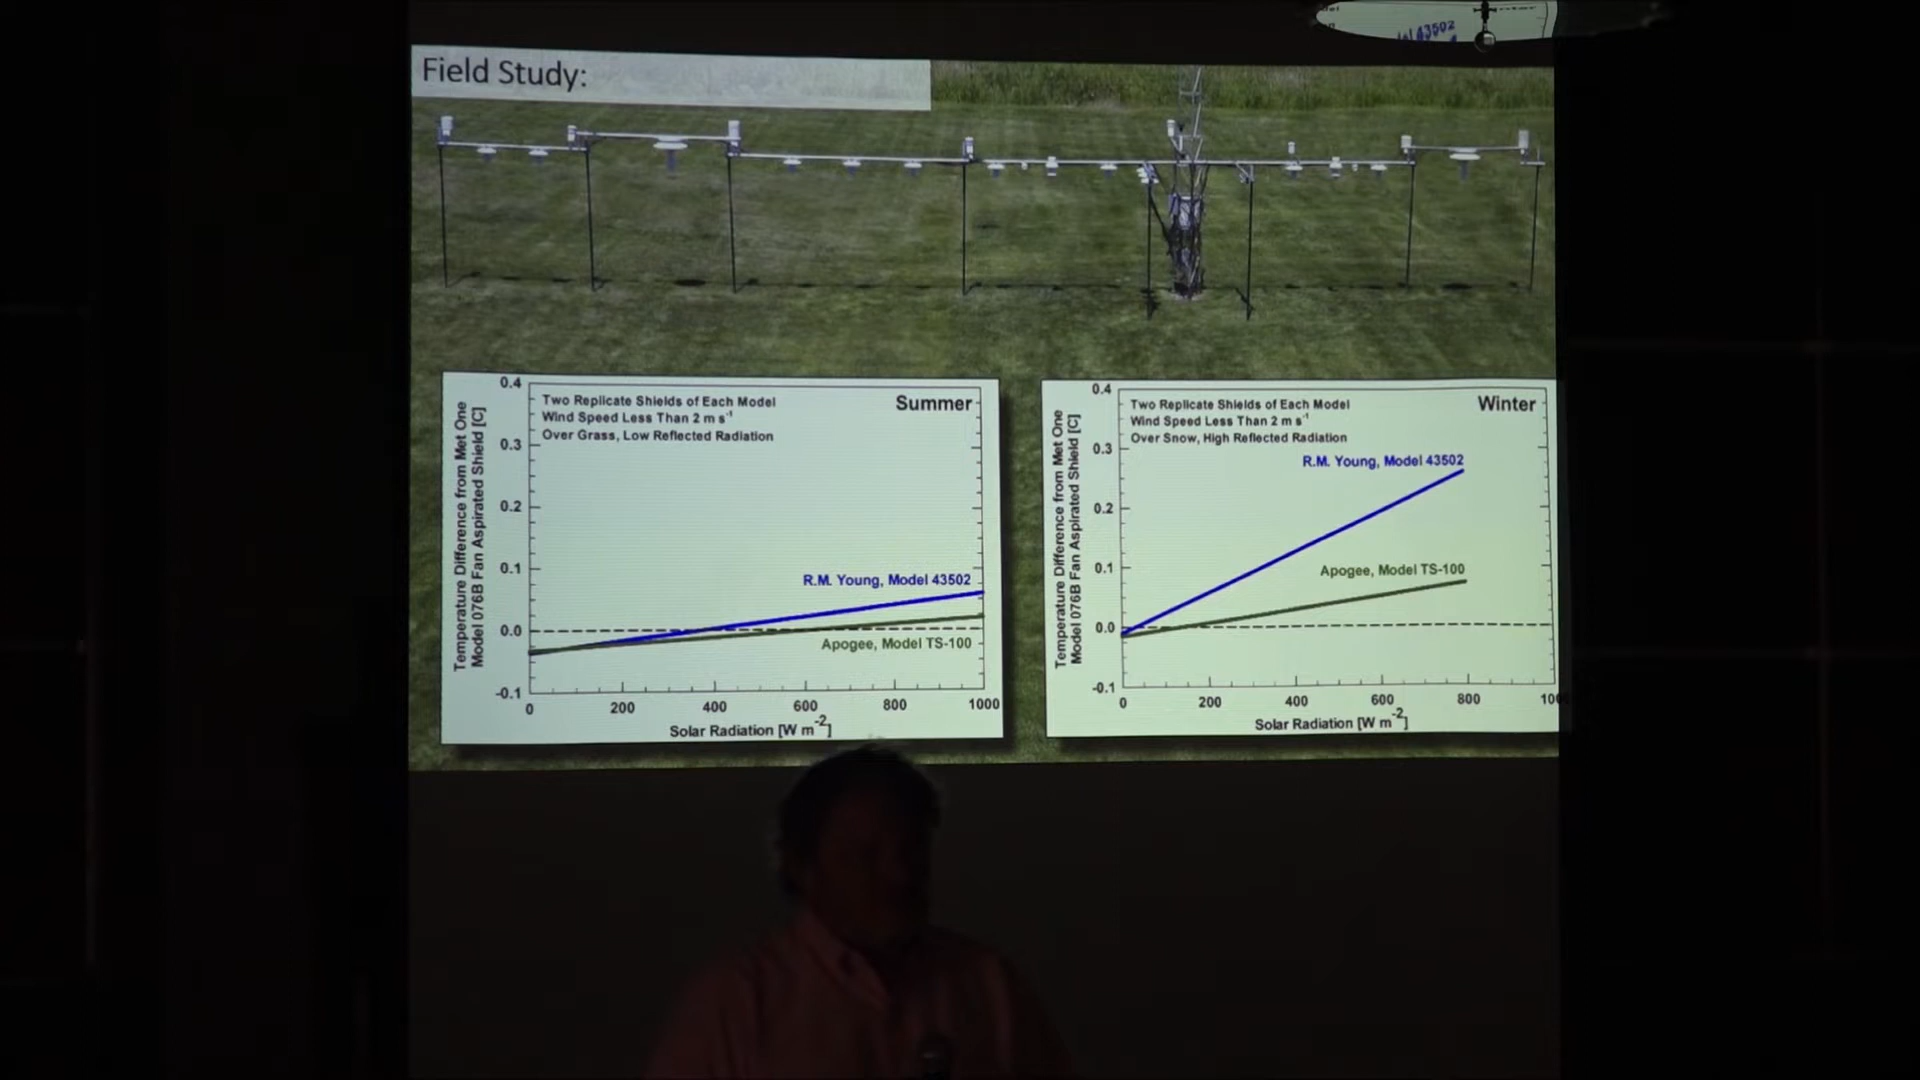 Field Study:
43502
0.4
0.3
0.2
0.1
0.0
-0.1
Temperature Difference from Met One
Model 076B Fan Aspirated Shield [C]
Two Replicate Shields of Each Model
Wind Speed Less Than 2 m s-1
Over Grass, Low Reflected Radiation
Summer
R.M. Young, Model 43502
Apogee, Model TS-100
0 200 400 600 800 1000
Solar Radiation [W m-2]
0.4
0.3
0.2
0.1
0.0
-0.1
Temperature Difference from Met One
Model 076B Fan Aspirated Shield [C]
Two Replicate Shields of Each Model
Wind Speed Less Than 2 m s-1
Over Snow, High Reflected Radiation
Winter
R.M. Young, Model 43502
Apogee, Model TS-100
0 200 400 600 800 100
Solar Radiation [W m-2]